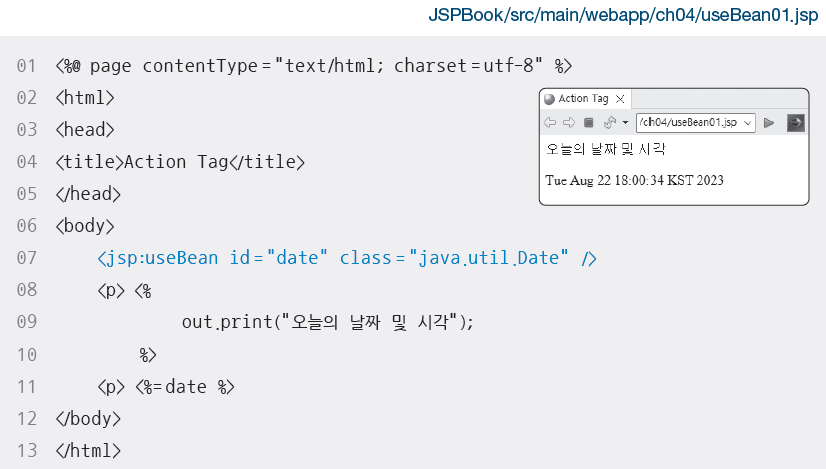 JSPBook/src/main/webapp/ch04/useBean01.jsp
01 <%@ page contentType="text/html; charset=utf-8" %>
02 <html>
03 <head>
04 <title>Action Tag</title>
05 </head>
06 <body>
07 <jsp:useBean id="date" class="java.util.Date" />
08 <p> <%
09 out.print("오늘의 날짜 및 시각");
10 %>
11 <p> <%=date %>
12 </body>
13 </html>
Action Tag
/ch04/useBean01.jsp
오늘의 날짜 및 시각
Tue Aug 22 18:00:34 KST 2023